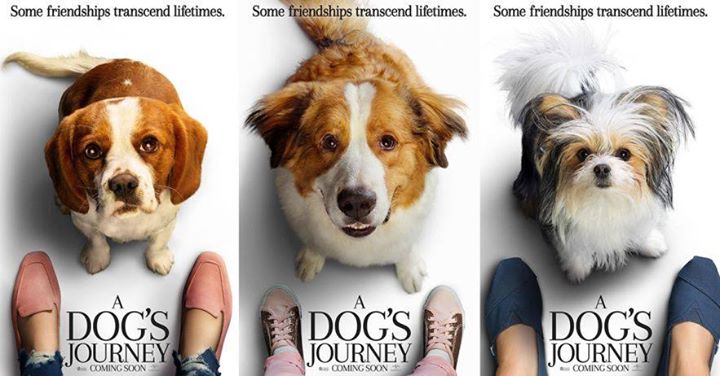 Some friendships transcend lifetimes.
A
DOG'S
JOURNEY
COMING SOON
Some friendships transcend lifetimes.
A
DOG'S
JOURNEY
COMING SOON
Some friendships transcend lifetimes.
A
DOG'S
JOURNEY
COMING SOON